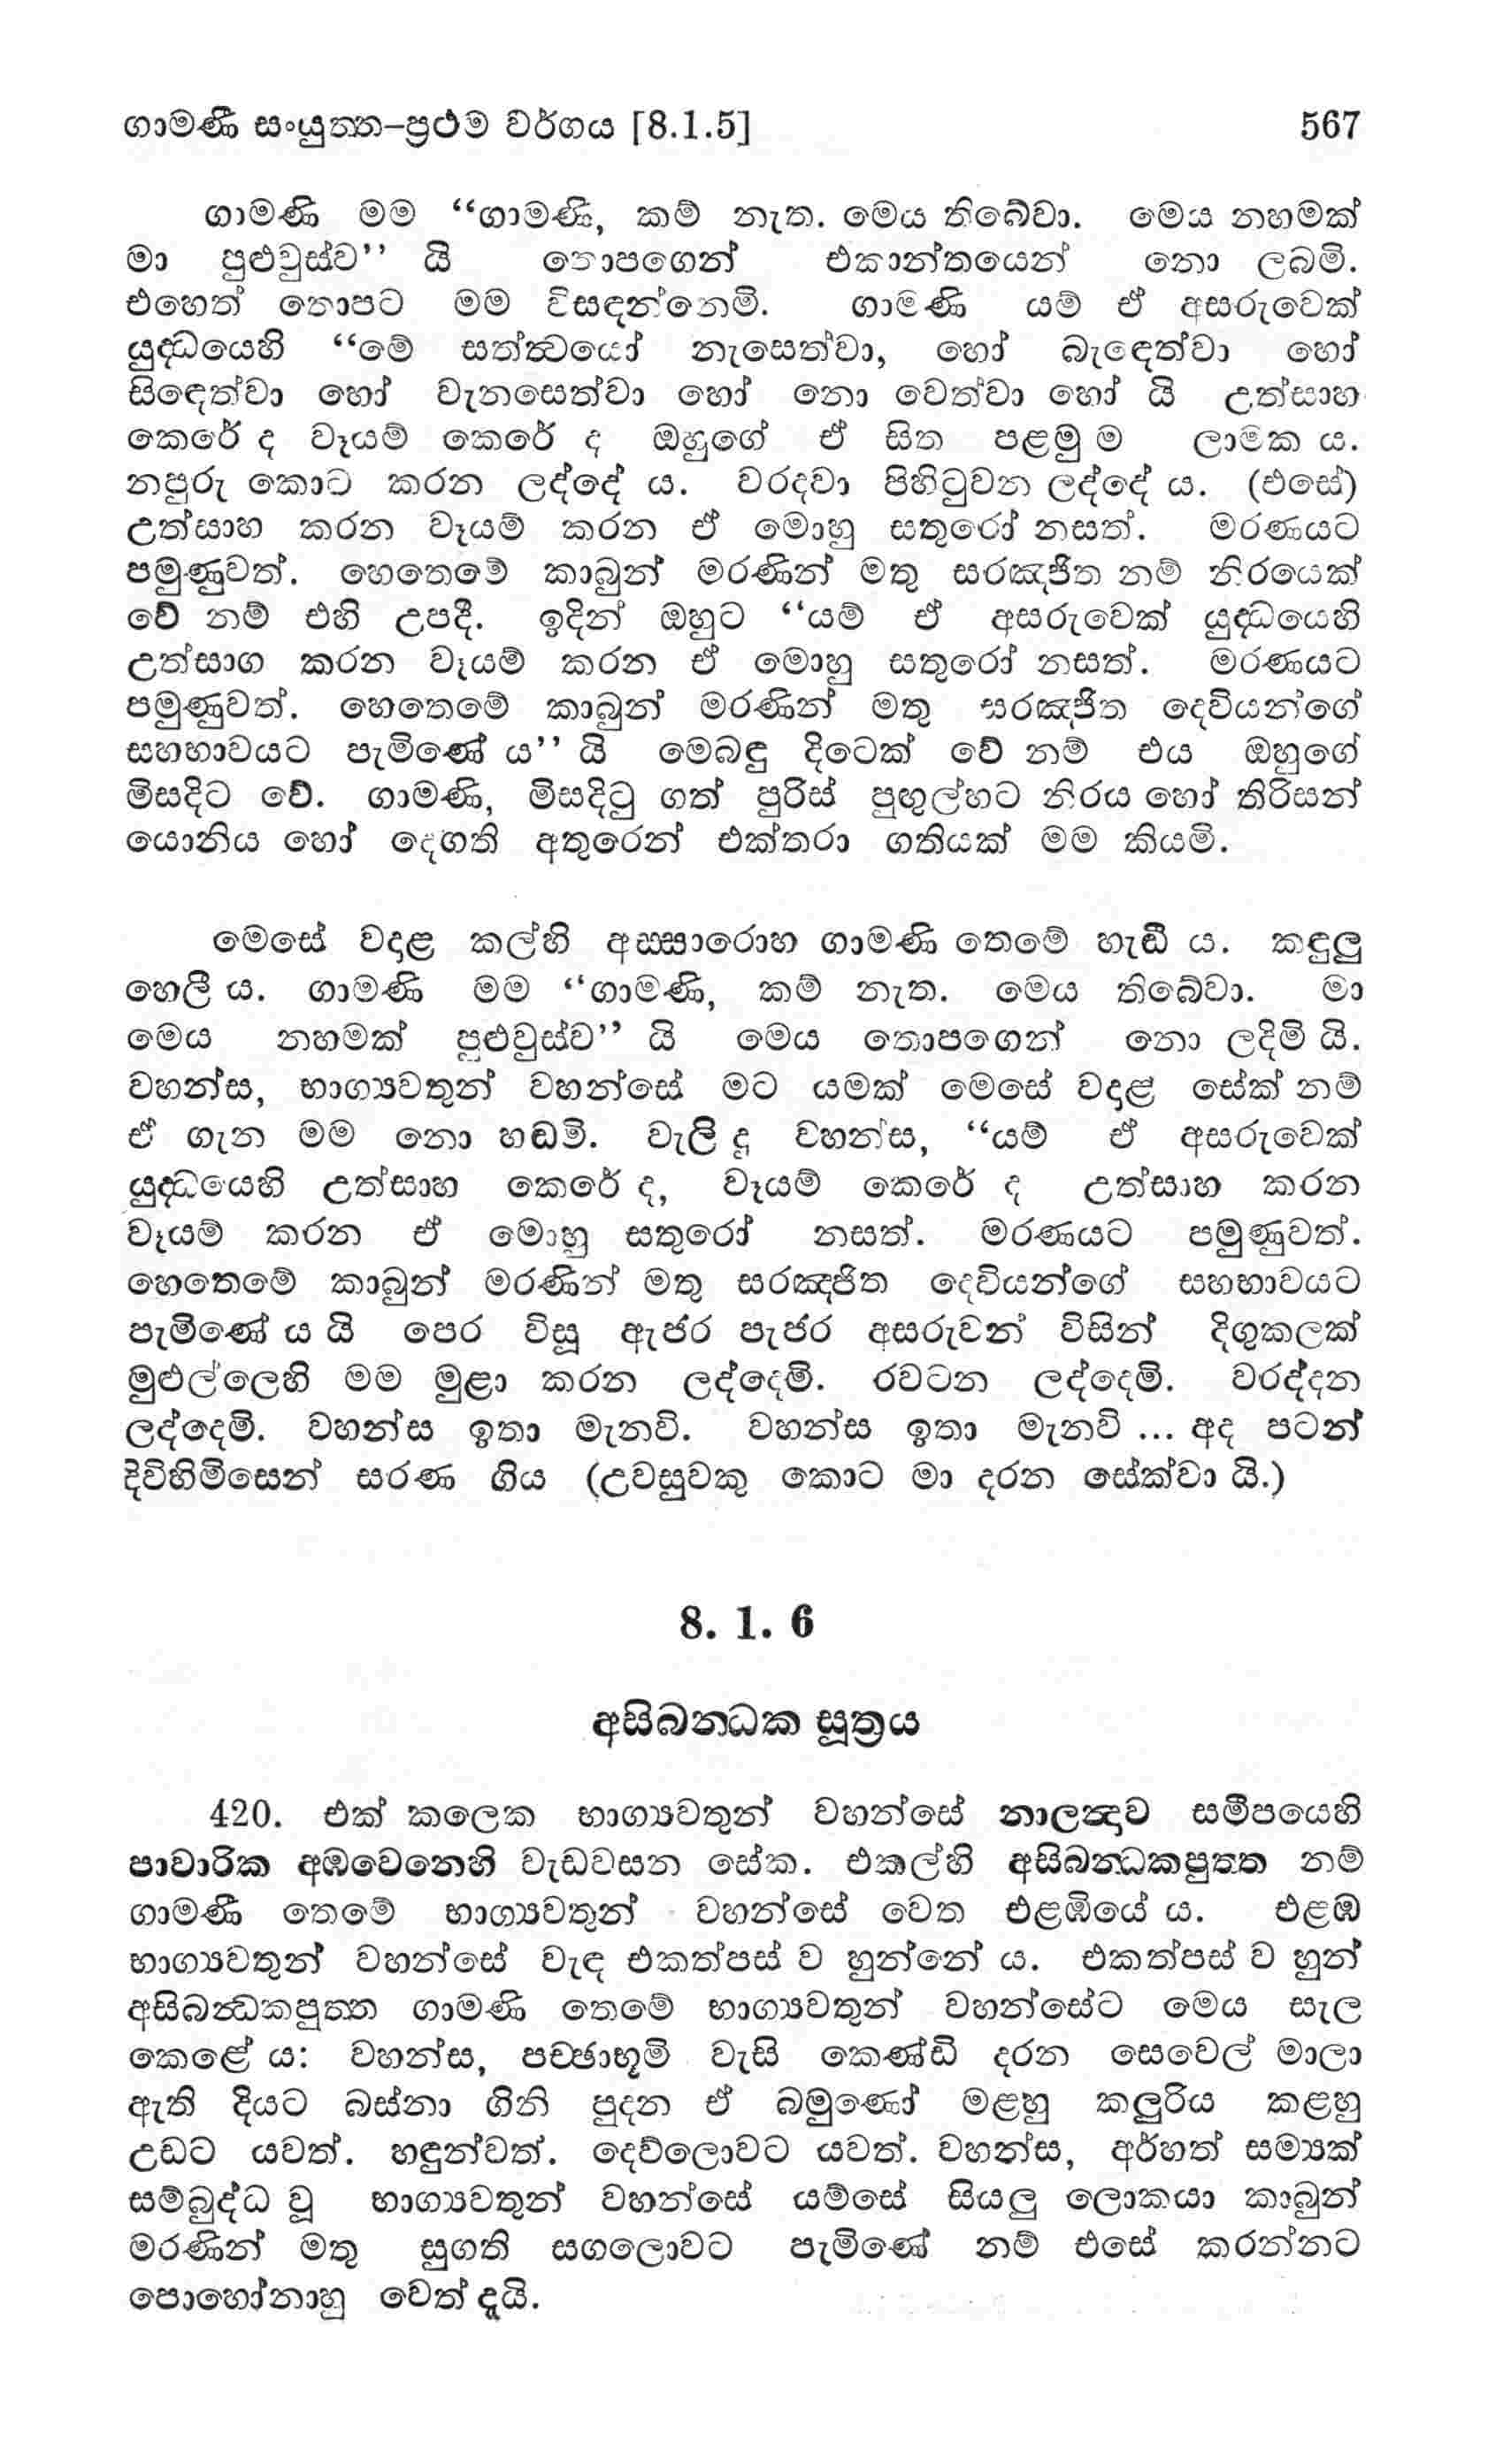 ගාමණී සංයුත්ත–ප්‍රථම වර්ගය [8.1.5] 567
ගාමණි මම “ගාමණි, කම් නැත. මෙය තිබේවා. මෙය නහමක්
මා පුළුවුස්ව” යි තොපගෙන් එකාන්තයෙන් නො ලබමි.
එහෙත් තොපට මම විසඳන්නෙමි. ගාමණි යම් ඒ අසරුවෙක්
යුද්ධයෙහි “මේ සත්ත්‍වයෝ නැසෙත්වා, හෝ බැඳෙත්වා හෝ
සිඳෙත්වා හෝ වැනසෙත්වා හෝ නො වෙත්වා හෝ යි උත්සාහ
කෙරේ ද වෑයම් කෙරේ ද ඔහුගේ ඒ සිත පළමු ම ලාමක ය.
නපුරු කොට කරන ලද්දේ ය. වරදවා පිහිටුවන ලද්දේ ය. (එසේ)
උත්සාහ කරන වෑයම් කරන ඒ මොහු සතුරෝ නසත්. මරණයට
පමුණුවත්. හෙතෙමේ කාබුන් මරණින් මතු සරඤ්ජිත නම් නිරයෙක්
වේ නම් එහි උපදී. ඉදින් ඔහුට “යම් ඒ අසරුවෙක් යුද්ධයෙහි
උත්සාග කරන වෑයම් කරන ඒ මොහු සතුරෝ නසත්. මරණයට
පමුණුවත්. හෙතෙමේ කාබුන් මරණින් මතු සරඤ්ජිත දෙවියන්ගේ
සහභාවයට පැමිණේ ය” යි මෙබඳු දිටෙක් වේ නම් එය ඔහුගේ
මිසදිට වේ. ගාමණි, මිසදිටු ගත් පුරිස් පුඟුල්හට නිරය හෝ තිරිසන්
යොනිය හෝ දෙගති අතුරෙන් එක්තරා ගතියක් මම කියමි.
මෙසේ වදාළ කල්හි අස්සාරොහ ගාමණි තෙමේ හැඬී ය. කඳුලු
හෙලී ය. ගාමණි මම “ගාමණි, කම් නැත. මෙය තිබේවා. මා
මෙය නහමක් පුළුවුස්ව” යි මෙය තොපගෙන් නො ලදිමි යි.
වහන්ස, භාග්‍යවතුන් වහන්සේ මට යමක් මෙසේ වදාළ සේක් නම්
ඒ ගැන මම නො හඬමි. වැලි දු වහන්ස, “යම් ඒ අසරුවෙක්
යුද්ධයෙහි උත්සාහ කෙරේ ද, වෑයම් කෙරේ ද උත්සාහ කරන
වෑයම් කරන ඒ මොහු සතුරෝ නසත්. මරණයට පමුණුවත්.
හෙතෙමේ කාබුන් මරණින් මතු සරඤ්ජිත දෙවියන්ගේ සහභාවයට
පැමිණේ ය යි පෙර විසූ ඇජර පැජර අසරුවන් විසින් දිගුකලක්
මුළුල්ලෙහි මම මුළා කරන ලද්දෙමි. රවටන ලද්දෙමි. වරද්දන
ලද්දෙමි. වහන්ස ඉතා මැනවි. වහන්ස ඉතා මැනවි ... අද පටන්
දිවිහිමිසෙන් සරණ ගිය (උවසුවකු කොට මා දරන සේක්වා යි.)
8. 1. 6
අසිබන්ධක සූත්‍රය
420. එක් කලෙක භාග්‍යවතුන් වහන්සේ නාලඤ්ව සමීපයෙහි
පාවාරික අඹවෙනෙහි වැඩවසන සේක. එකල්හි අසිබන්ධකපුත්ත නම්
ගාමණී තෙමේ භාග්‍යවතුන් වහන්සේ වෙත එළඹියේ ය. එළඹ
භාග්‍යවතුන් වහන්සේ වැඳ එකත්පස් ව හුන්නේ ය. එකත්පස් ව හුන්
අසිබන්ධකපුත්ත ගාමණි තෙමේ භාග්‍යවතුන් වහන්සේට මෙය සැල
කෙළේ ය: වහන්ස, පච්ඡාභූමි වැසි කෙණ්ඩි දරන සෙවෙල් මාලා
ඇති දියට බස්නා ගිනි පුදන ඒ බමුණෝ මළහු කලුරිය කළහු
උඩට යවත්. හඳුන්වත්. දෙව්ලොවට යවත්. වහන්ස, අර්හත් සම්‍යක්
සම්බුද්ධ වූ භාග්‍යවතුන් වහන්සේ යම්සේ සියලු ලොකයා කාබුන්
මරණින් මතු සුගති සගලොවට පැමිණේ නම් එසේ කරන්නට
පොහෝනාහු වෙත් දැයි.